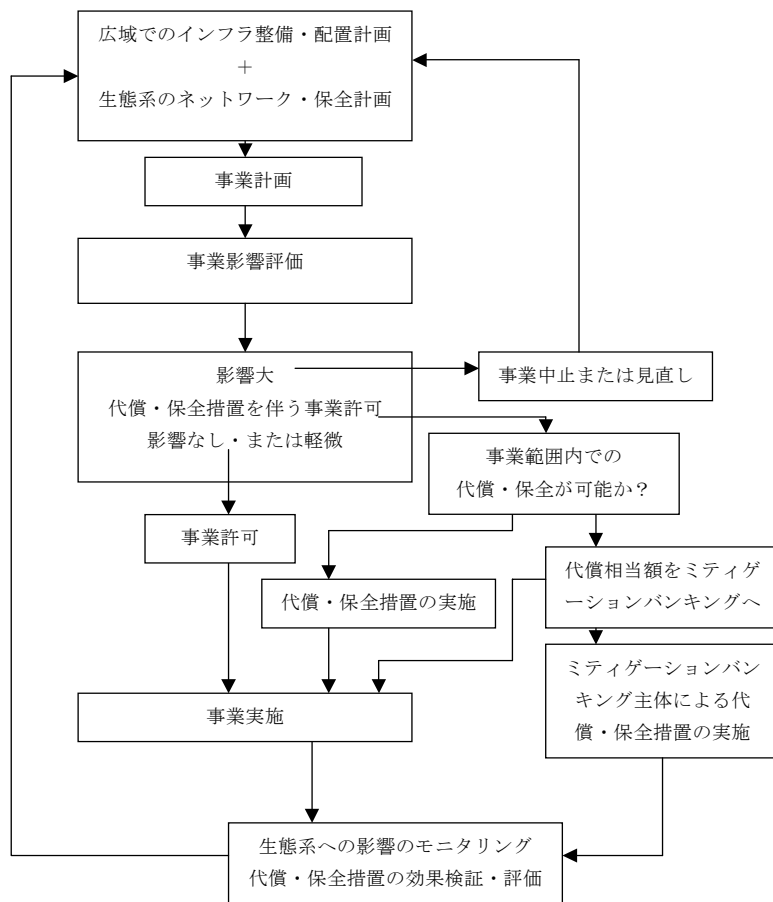 広域でのインフラ整備・配置計画
+
生態系のネットワーク・保全計画
事業計画
事業影響評価
影響大
代償・保全措置を伴う事業許可
影響なし・または軽微
事業中止または見直し
事業範囲内での
代償・保全が可能か?
事業許可
代償・保全措置の実施
代償相当額をミティゲ
ーションバンキングへ
ミティゲーションバン
キング主体による代
償・保全措置の実施
事業実施
生態系への影響のモニタリング
代償・保全措置の効果検証・評価